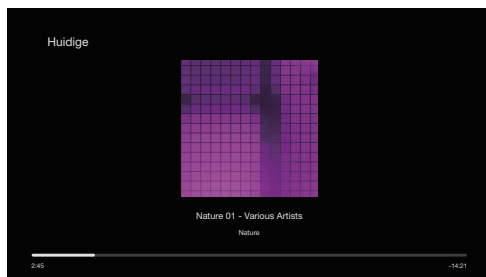 Huidige
Nature 01 - Various Artists
Nature
2:45
-14:21